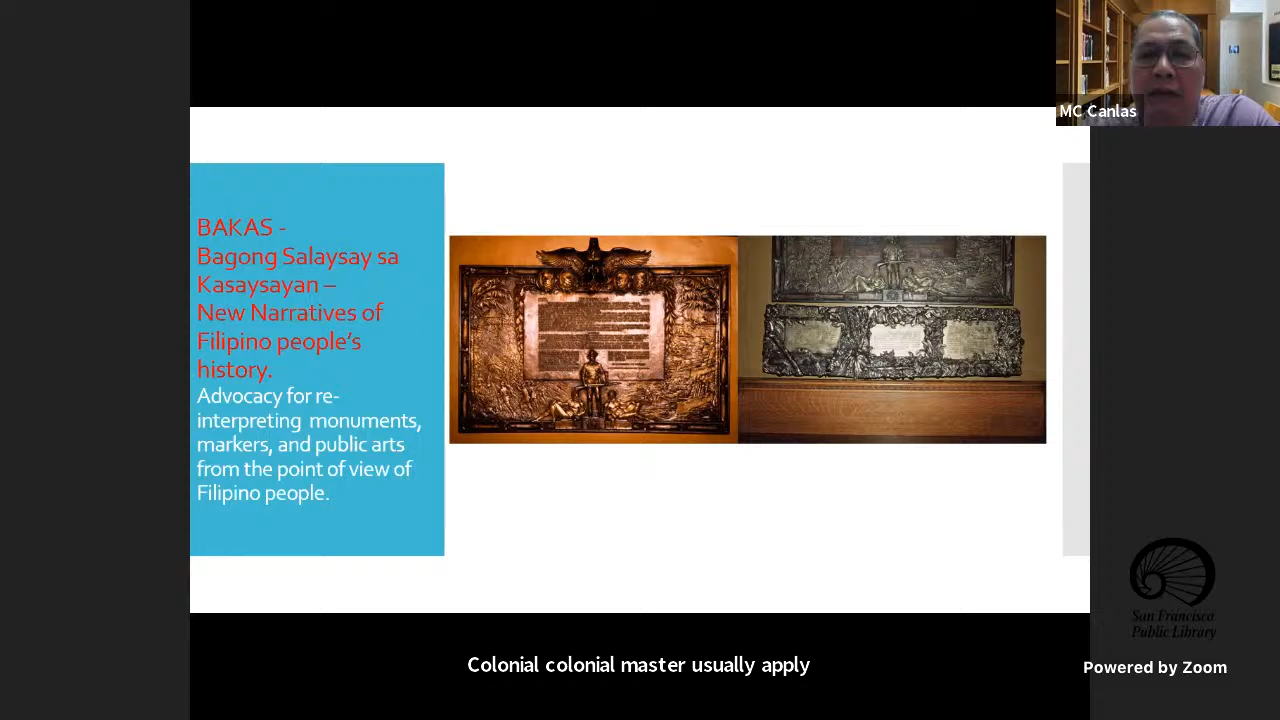 MC Canlas
BAKAS -
Bagong Salaysay sa
Kasaysayan –
New Narratives of
Filipino people’s
history.
Advocacy for re-
interpreting monuments,
markers, and public arts
from the point of view of
Filipino people.
San Francisco
Public Library
Colonial colonial master usually apply
Powered by Zoom